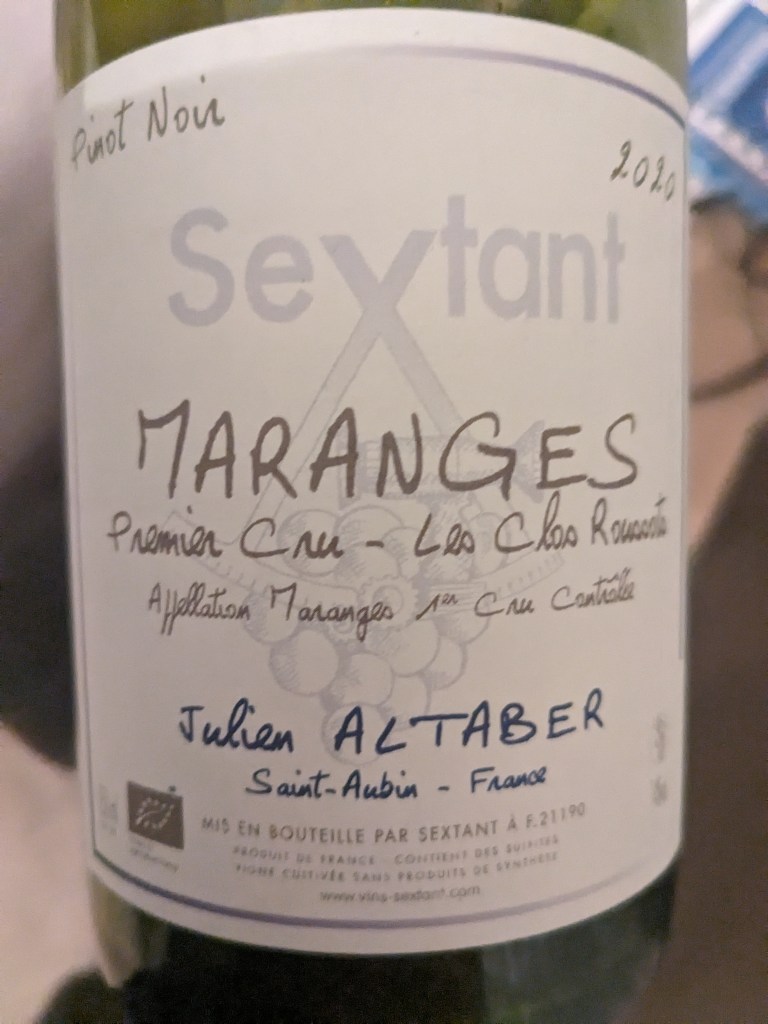 Pinot Noir
2020
Sextant
MARANGES
Premier Cru - Les Clos Roussots
Appellation Maranges 1er Cru Contrôlée
Julien ALTABER
Saint-Aubin - France
MIS EN BOUTEILLE PAR SEXTANT À F.21190
PRODUIT DE FRANCE - CONTIENT DES SULFITES
VIGNE CULTIVÉE SANS PRODUITS DE SYNTHÈSE
www.vins-sextant.com